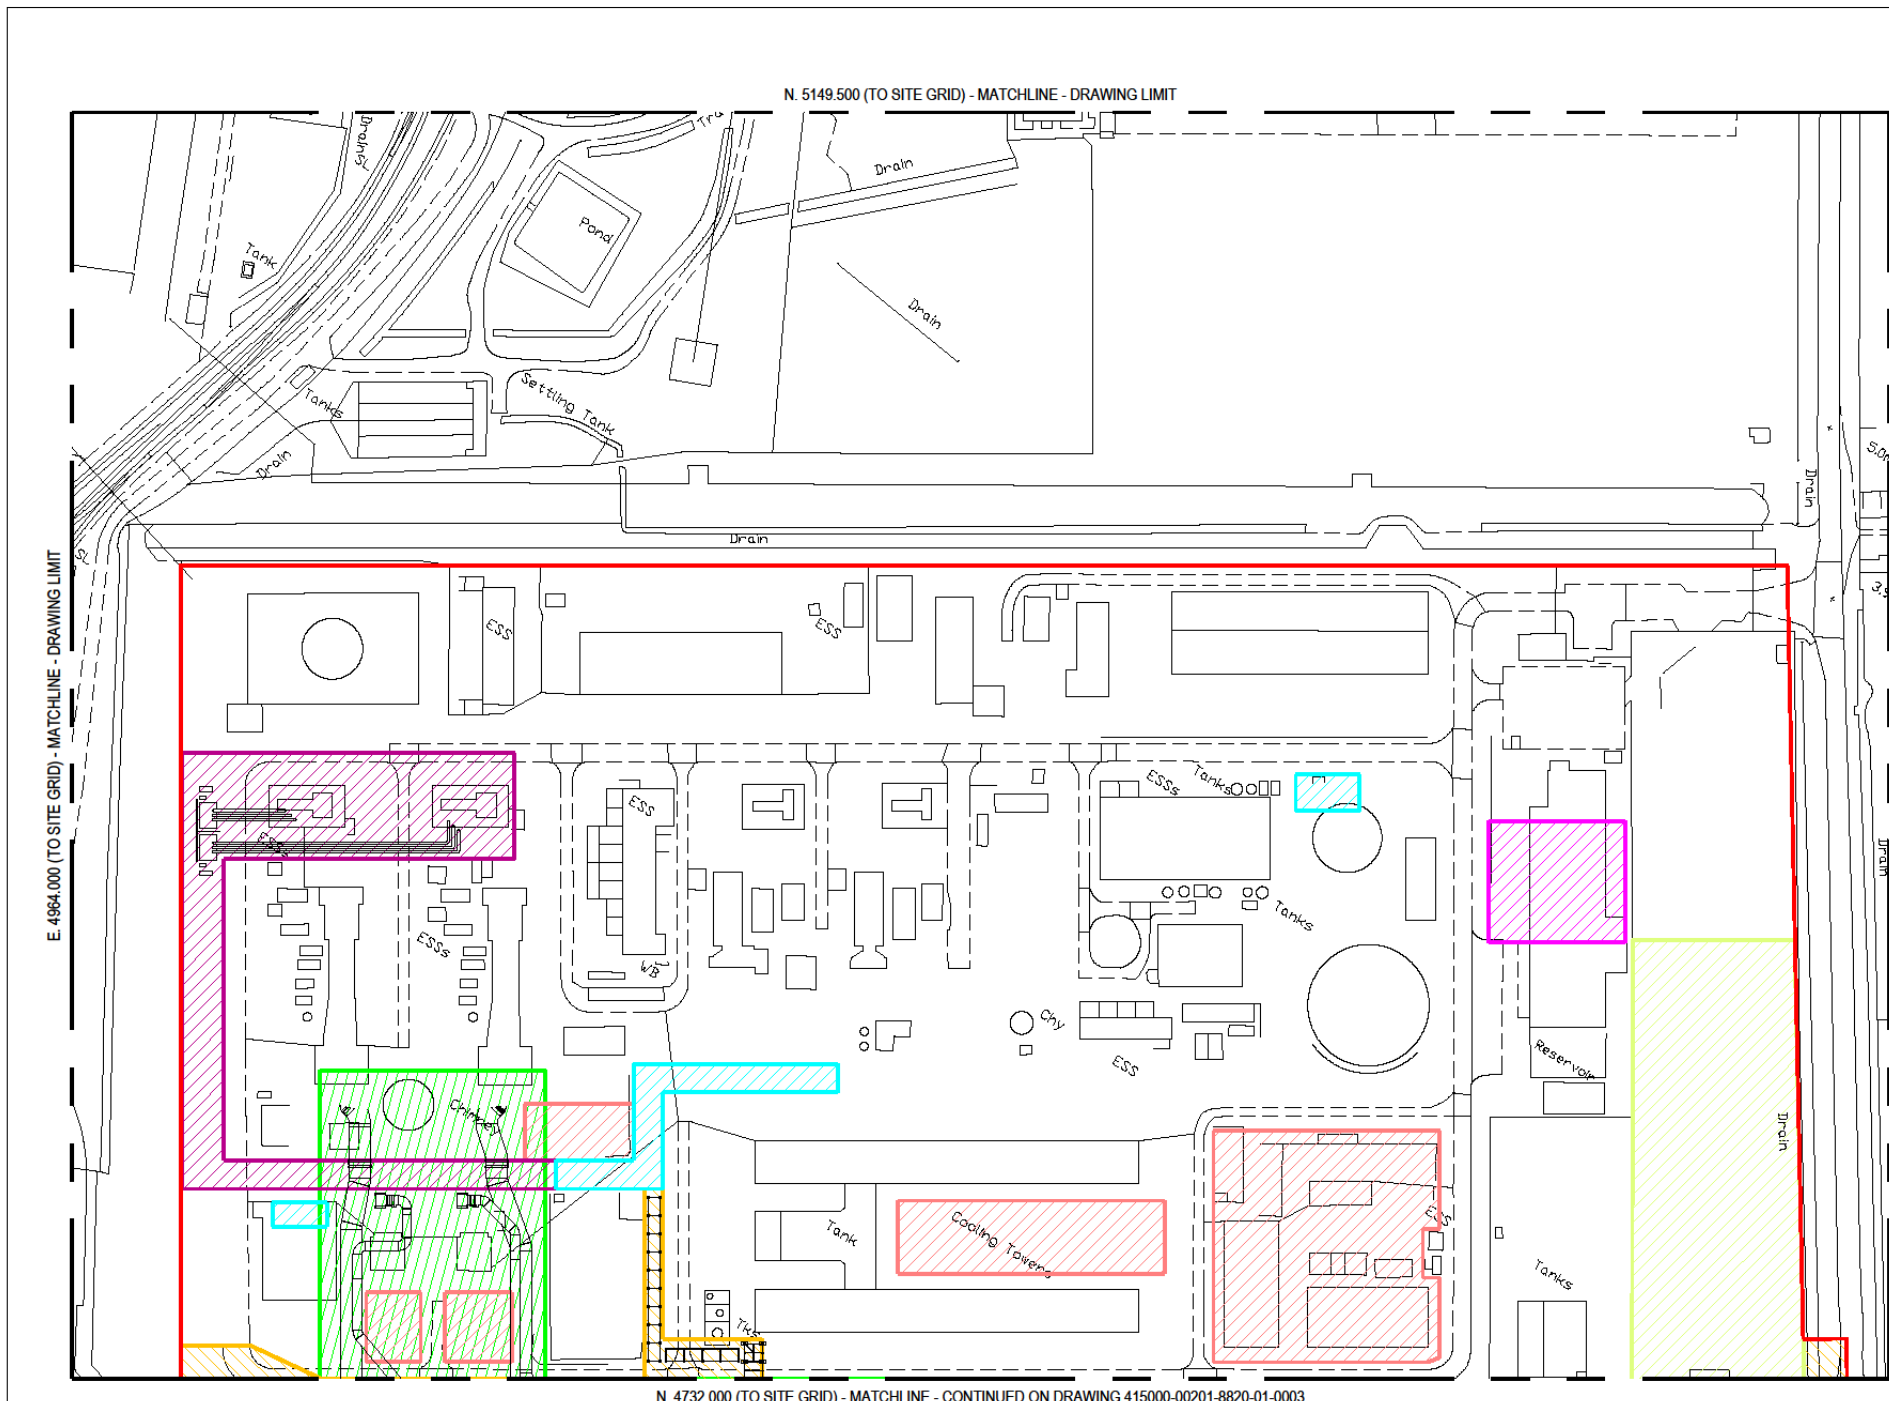 N. 5149.500 (TO SITE GRID) - MATCHLINE - DRAWING LIMIT
Drains
Drain
Pond
Tank
Drain
Settling Tank
Tanks
Drain
Drain
Drain
E. 4964.000 (TO SITE GRID) - MATCHLINE - DRAWING LIMIT
ESS
ESS
ESS
ESSs
Tanks
ESSs
Drain
Tanks
ESSs
WB
Chy
ESS
Reservoir
Chimney
Drain
Cooling Towers
Tank
ESS
Tanks
Tks
N. 4732.000 (TO SITE GRID) - MATCHLINE - CONTINUED ON DRAWING 415000-00201-8820-01-0003